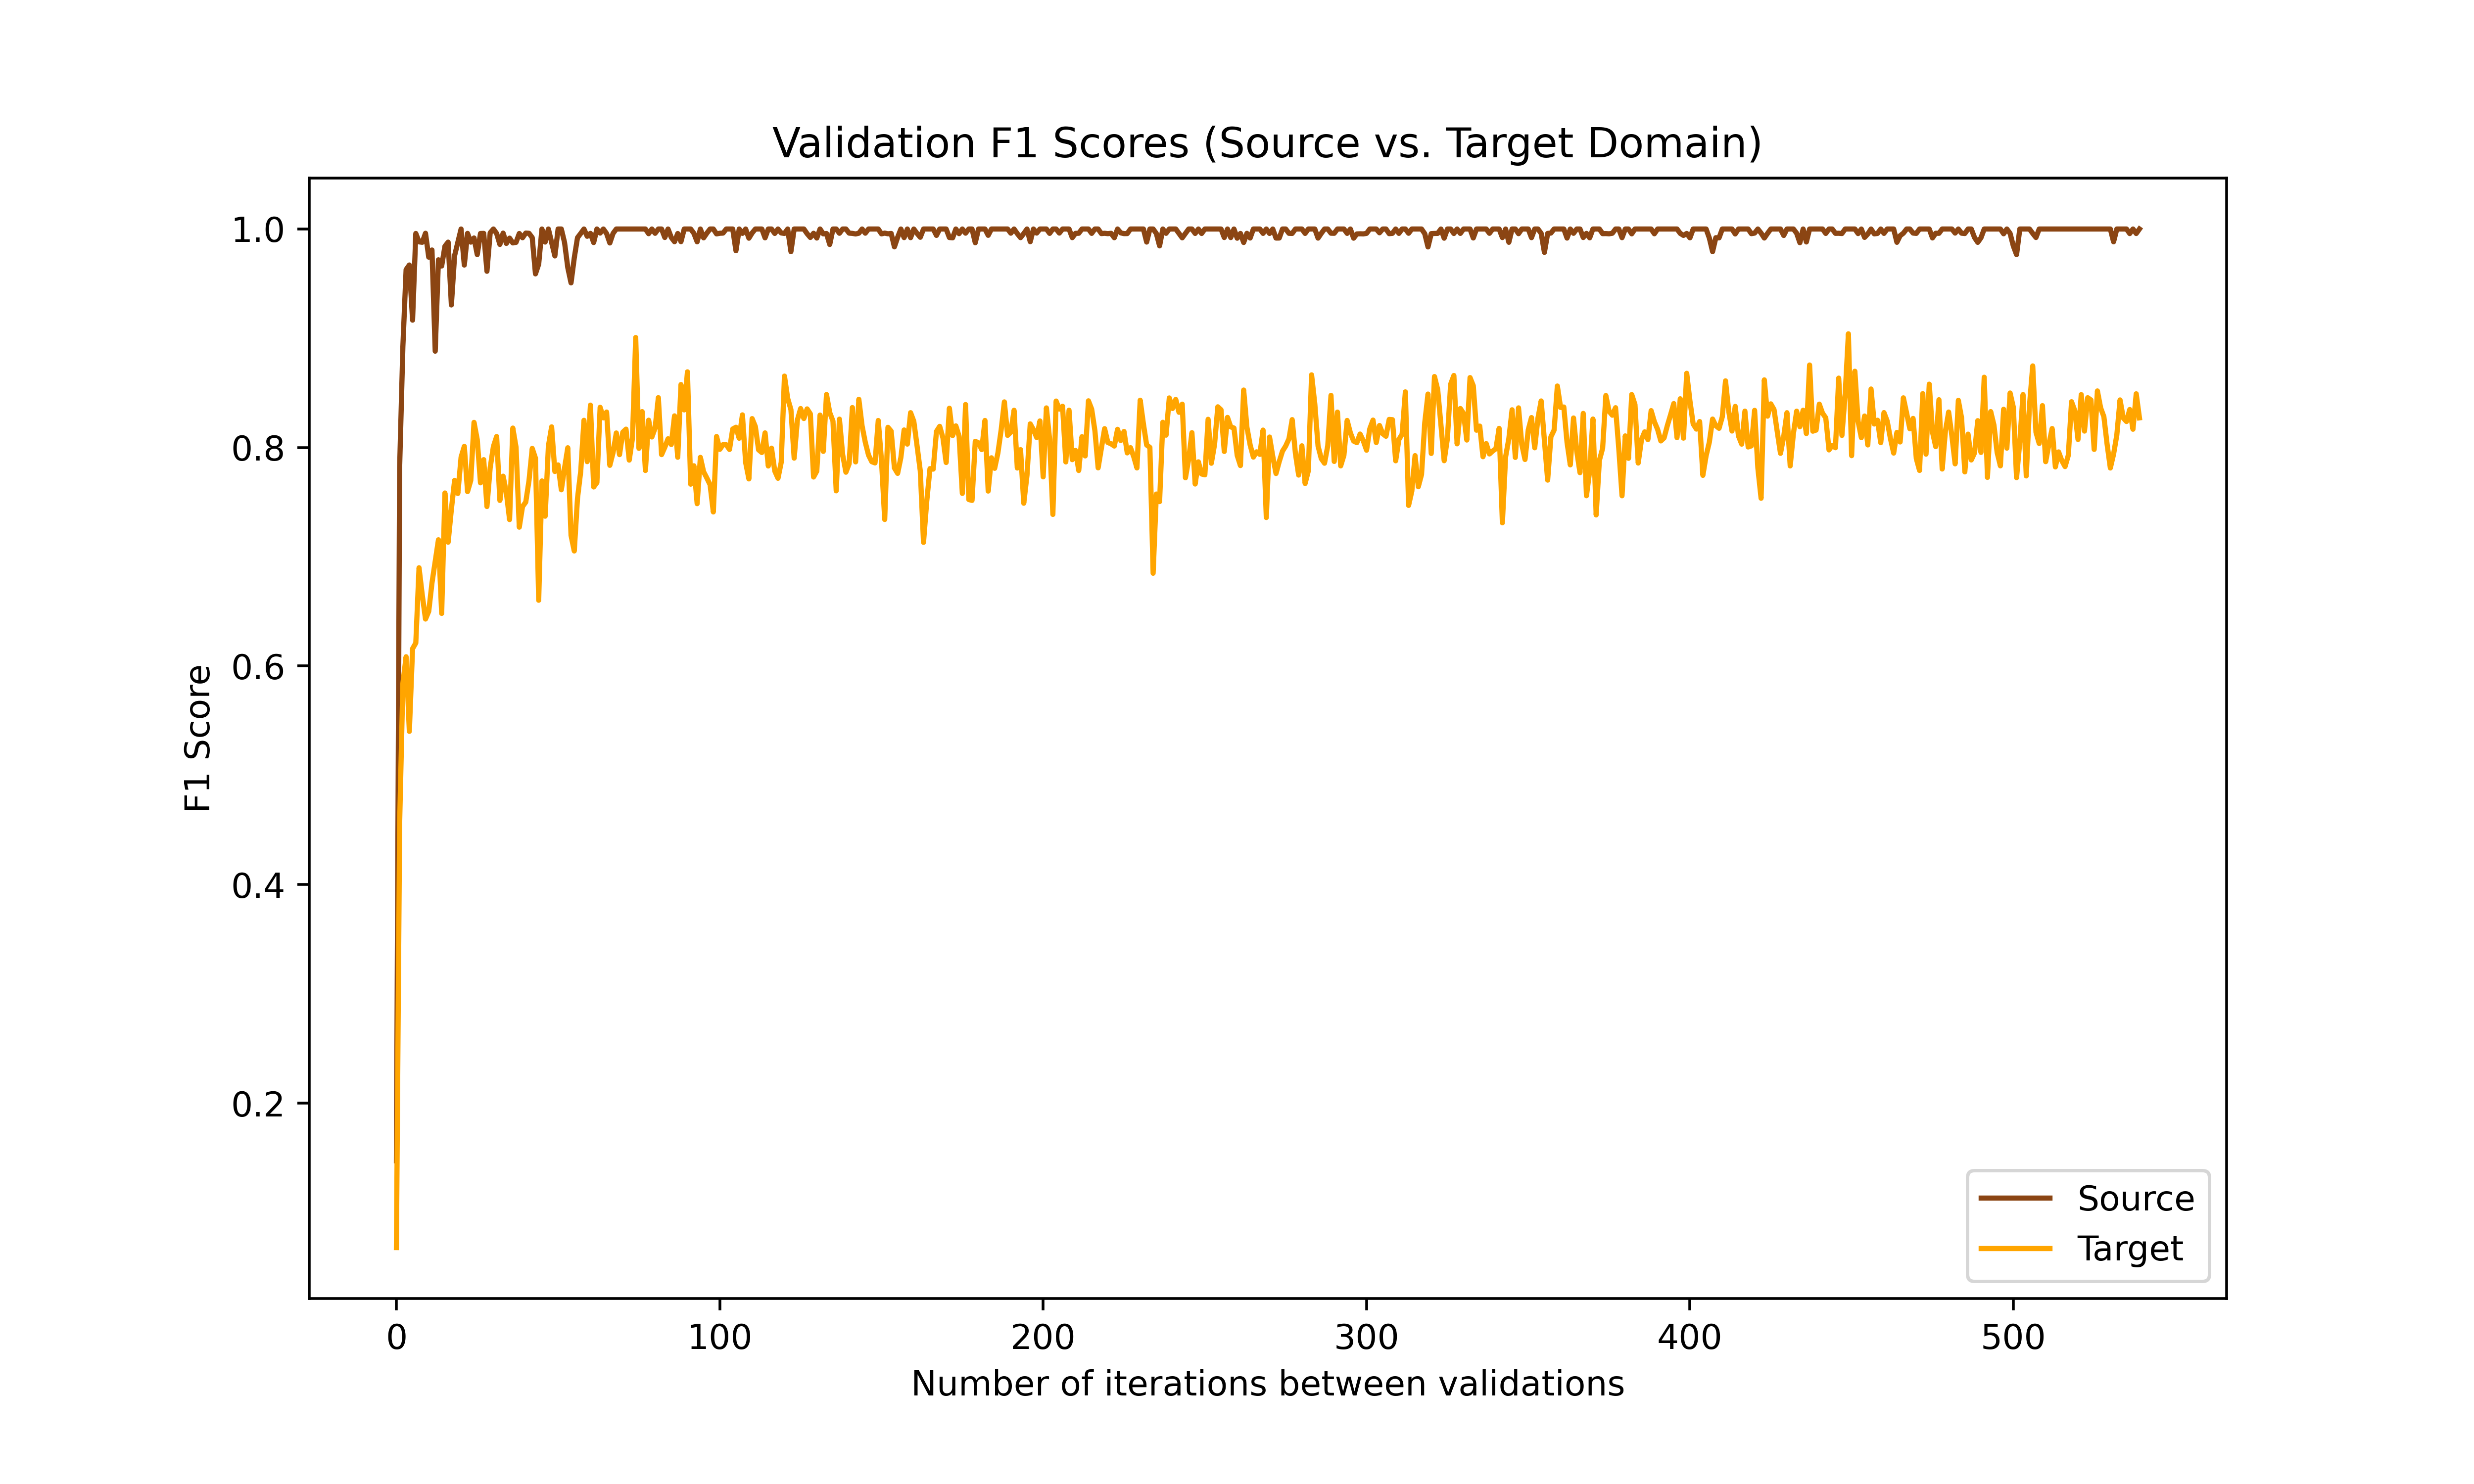 Validation F1 Scores (Source vs. Target Domain)
1.0
0.8
0.6
0.4
0.2
F1 Score
0 100 200 300 400 500
Number of iterations between validations
Source
Target